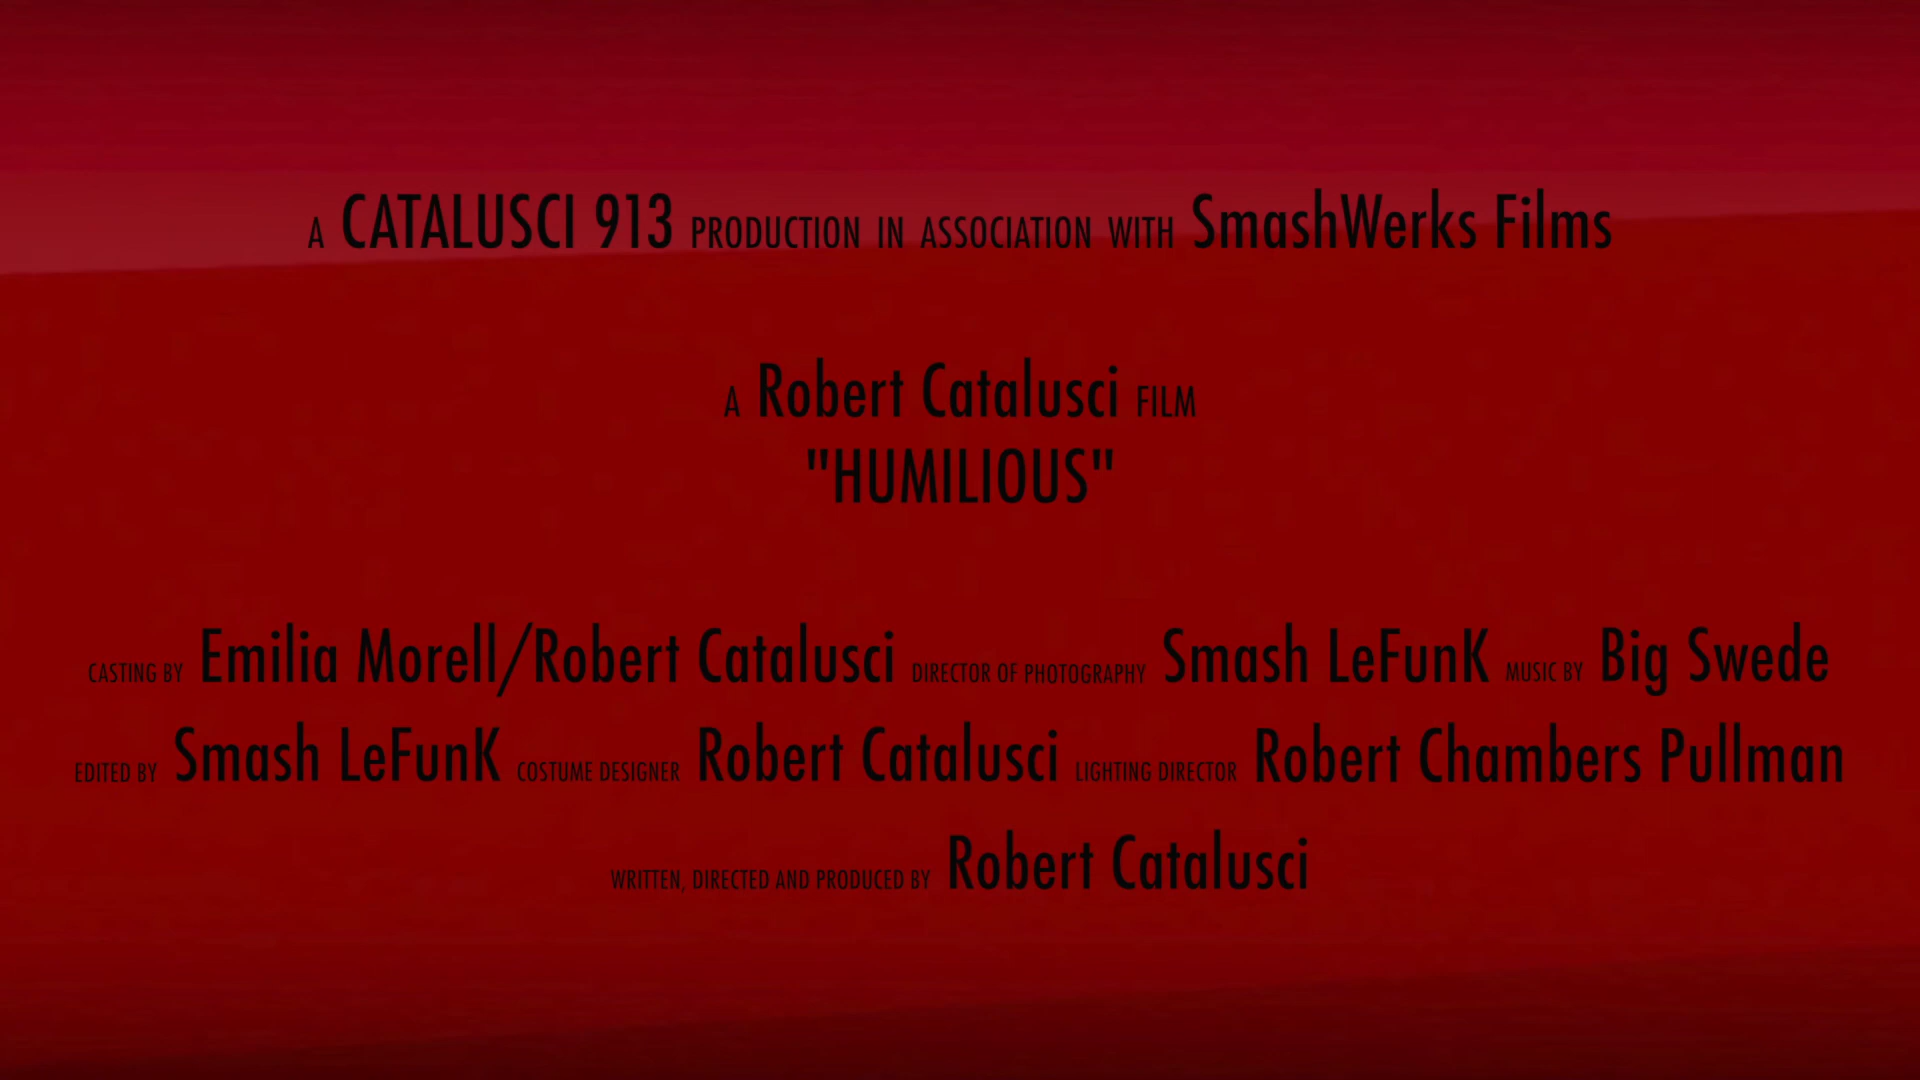 A CATALUSCI 913 PRODUCTION IN ASSOCIATION WITH SmashWerks Films
A Robert Catalusci FILM
"HUMILIOUS"
CASTING BY Emilia Morell/Robert Catalusci DIRECTOR OF PHOTOGRAPHY Smash LeFunK MUSIC BY Big Swede
EDITED BY Smash LeFunK COSTUME DESIGNER Robert Catalusci LIGHTING DIRECTOR Robert Chambers Pullman
WRITTEN, DIRECTED AND PRODUCED BY Robert Catalusci